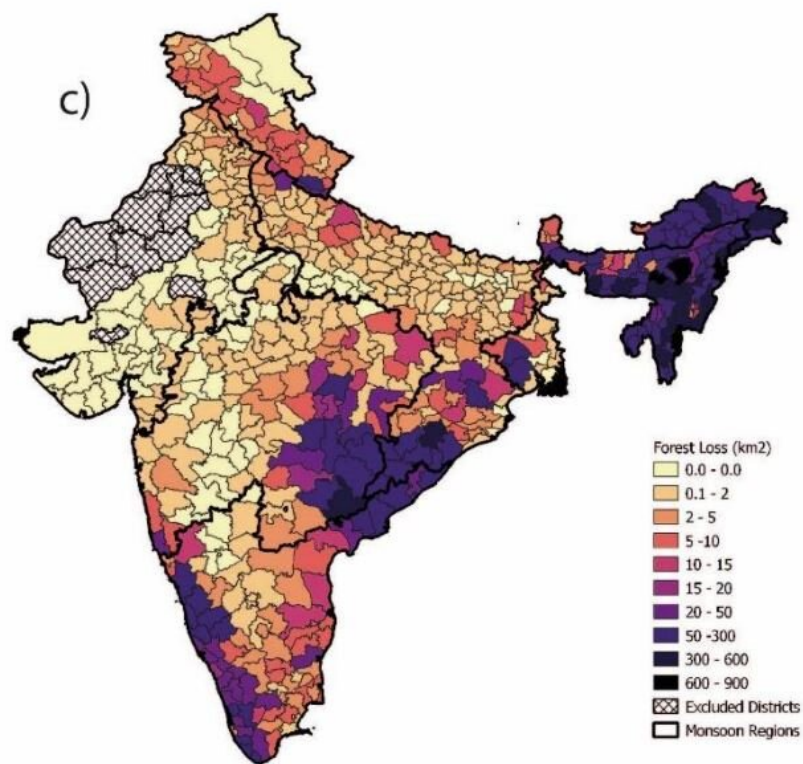 c)
Forest Loss (km2)
0.0 - 0.0
0.1 - 2
2 - 5
5 -10
10 - 15
15 - 20
20 - 50
50 -300
300 - 600
600 - 900
Excluded Districts
Monsoon Regions